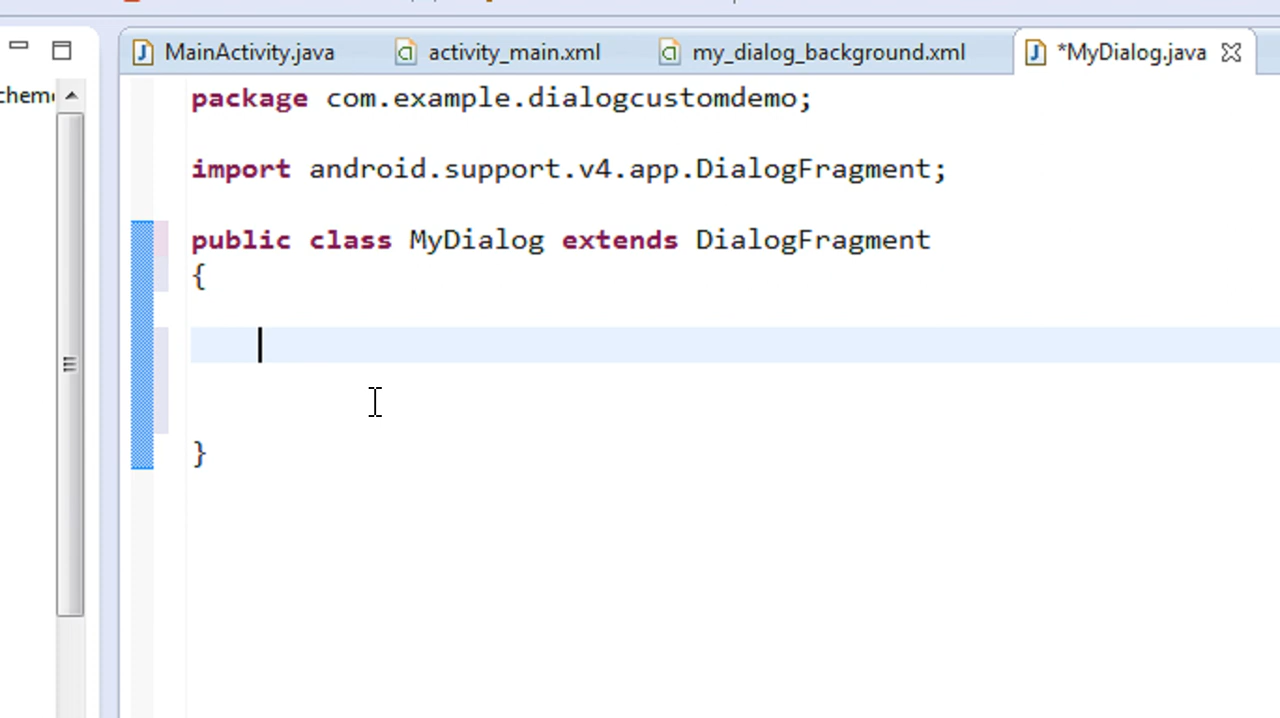 MainActivity.java activity_main.xml my_dialog_background.xml *MyDialog.java
package com.example.dialogcustomdemo;
import android.support.v4.app.DialogFragment;
public class MyDialog extends DialogFragment
{
}